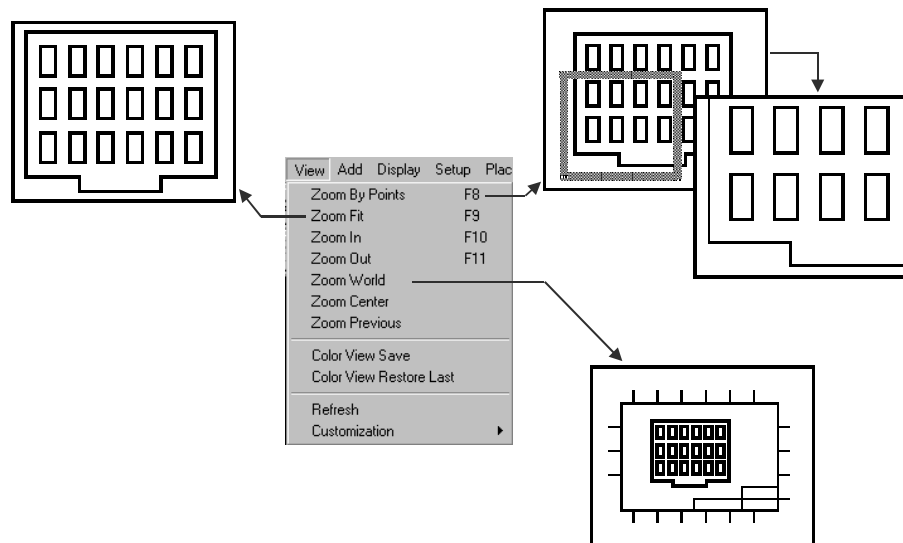 View Add Display Setup Plac
Zoom By Points F8
Zoom Fit F9
Zoom In F10
Zoom Out F11
Zoom World
Zoom Center
Zoom Previous
Color View Save
Color View Restore Last
Refresh
Customization